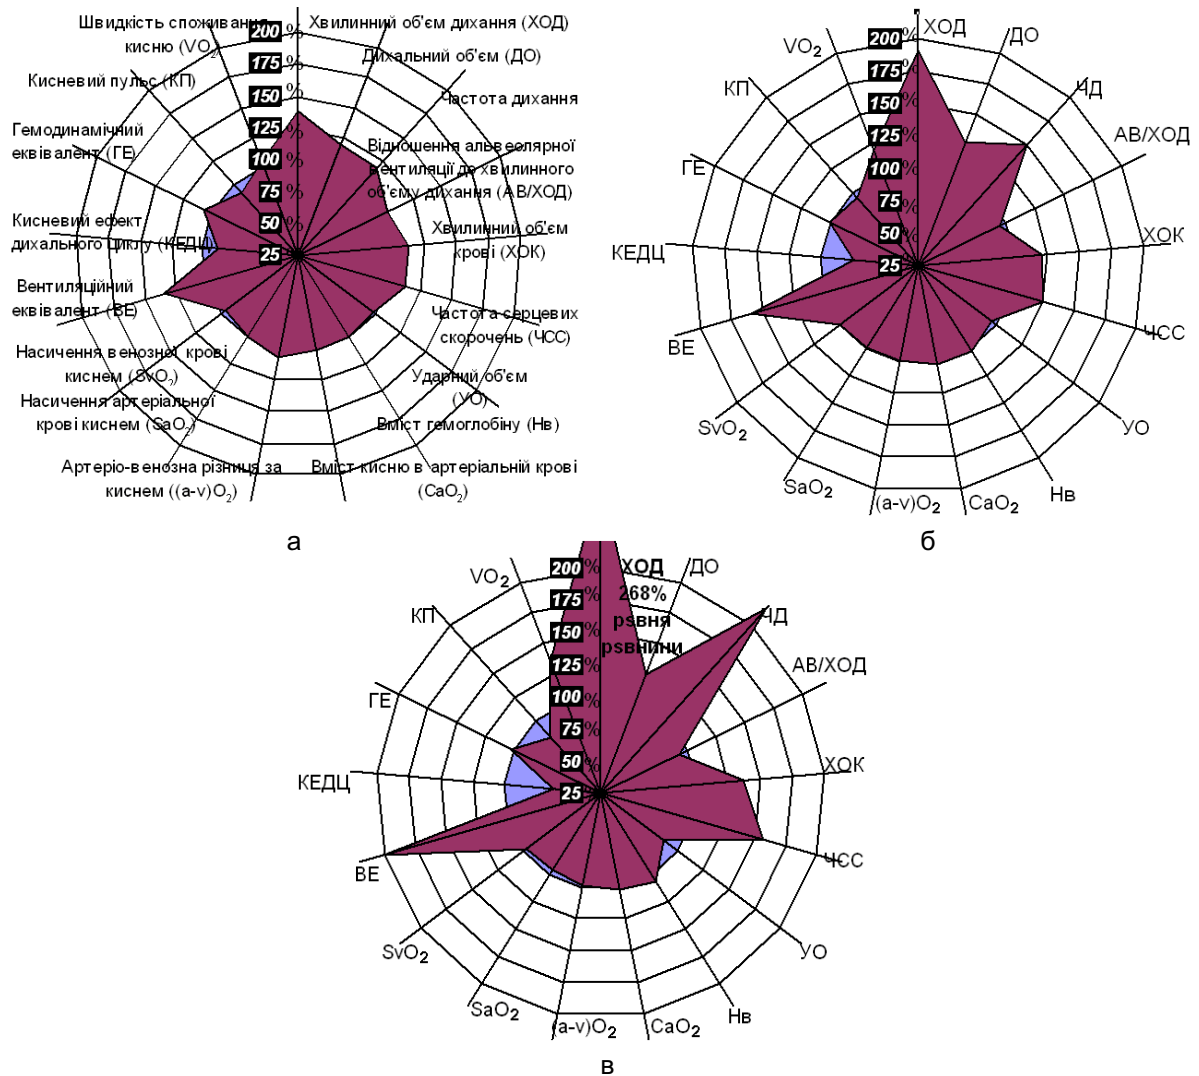 Швидкість споживання
кисню (VO2)
Кисневий пульс (КП)
Гемодинамічний
еквівалент (ГЕ)
Кисневий ефект
дихального циклу (КЕДЦ)
Вентиляційний
еквівалент (ВЕ)
Насичення венозної крові
киснем (SvO2)
Насичення артеріальної
крові киснем (SaO2)
Артеріо-венозна різниця за
киснем ((a-v)O2)
200 %
175 %
150 %
125 %
100 %
75 %
50 %
25 %
Хвилинний об'єм дихання (ХОД)
Дихальний об'єм (ДО)
Частота дихання
Відношення альвеолярної
вентиляції до хвилинного
об'єму дихання (АВ/ХОД)
Хвилинний об'єм
крові (ХОК)
Частота серцевих
скорочень (ЧСС)
Ударний об'єм
(УО)
Вміст гемоглобіну (Нв)
Вміст кисню в артеріальній крові
(CaO2)
а
ХОД
ДО
ЧД
АВ/ХОД
ХОК
ЧСС
УО
Нв
CaO2
(a-v)O2
SaO2
SvO2
ВЕ
КЕДЦ
ГЕ
КП
VO2
200 %
175 %
150 %
125 %
100 %
75 %
50 %
25 %
б
ХОД
268%
рsвня
рsвнини
ДО
ЧД
АВ/ХОД
ХОК
ЧСС
УО
Нв
CaO2
(a-v)O2
SaO2
SvO2
ВЕ
КЕДЦ
ГЕ
КП
VO2
200 %
175 %
150 %
125 %
100 %
75 %
50 %
25 %
в